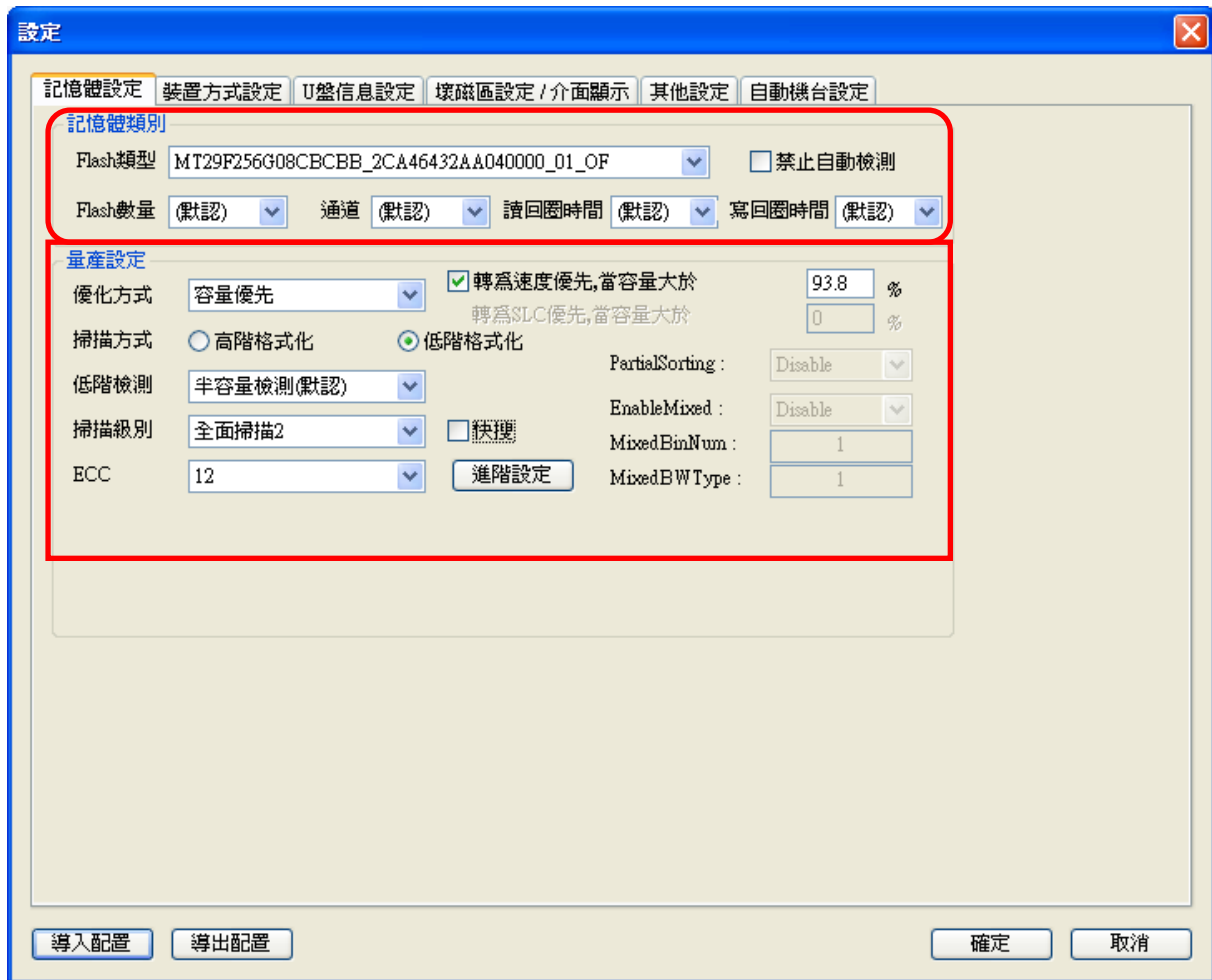 設定
記憶體設定 裝置方式設定 U盤信息設定 壞磁區設定 / 介面顯示 其他設定 自動機台設定
記憶體類別
Flash類型 MT29F256G08CBCBB_2CA46432AA040000_01_OF 禁止自動檢測
Flash數量 (默認) 通道 (默認) 讀回圈時間 (默認) 寫回圈時間 (默認)
量產設定
優化方式 容量優先 轉爲速度優先,當容量大於 93.8 %
轉爲SLC優先,當容量大於 0 %
掃描方式 高階格式化 低階格式化
PartialSorting : Disable
低階檢測 半容量檢測(默認)
EnableMixed : Disable
掃描級別 全面掃描2 快搜
MixedBinNum : 1
ECC 12 進階設定 MixedBWType : 1
導入配置 導出配置 確定 取消